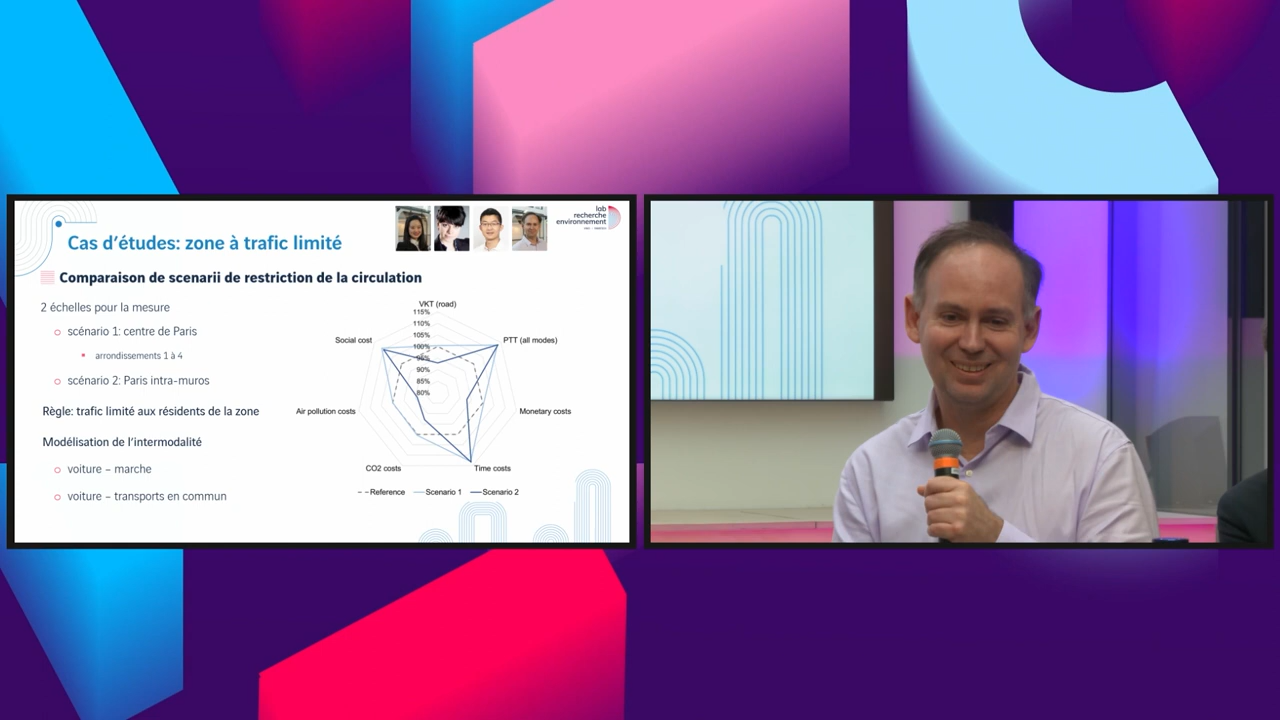 lab
recherche
environnement
Cas d'études: zone à trafic limité
Comparaison de scenarii de restriction de la circulation
2 échelles pour la mesure
scénario 1: centre de Paris
arrondissements 1 à 4
scénario 2: Paris intra-muros
Règle: trafic limité aux résidents de la zone
Modélisation de l'intermodalité
voiture – marche
voiture – transports en commun
VKT (road)
115%
110%
105%
100%
95%
90%
85%
80%
PTT (all modes)
Monetary costs
Time costs
CO2 costs
Air pollution costs
Social cost
Reference
Scenario 1
Scenario 2